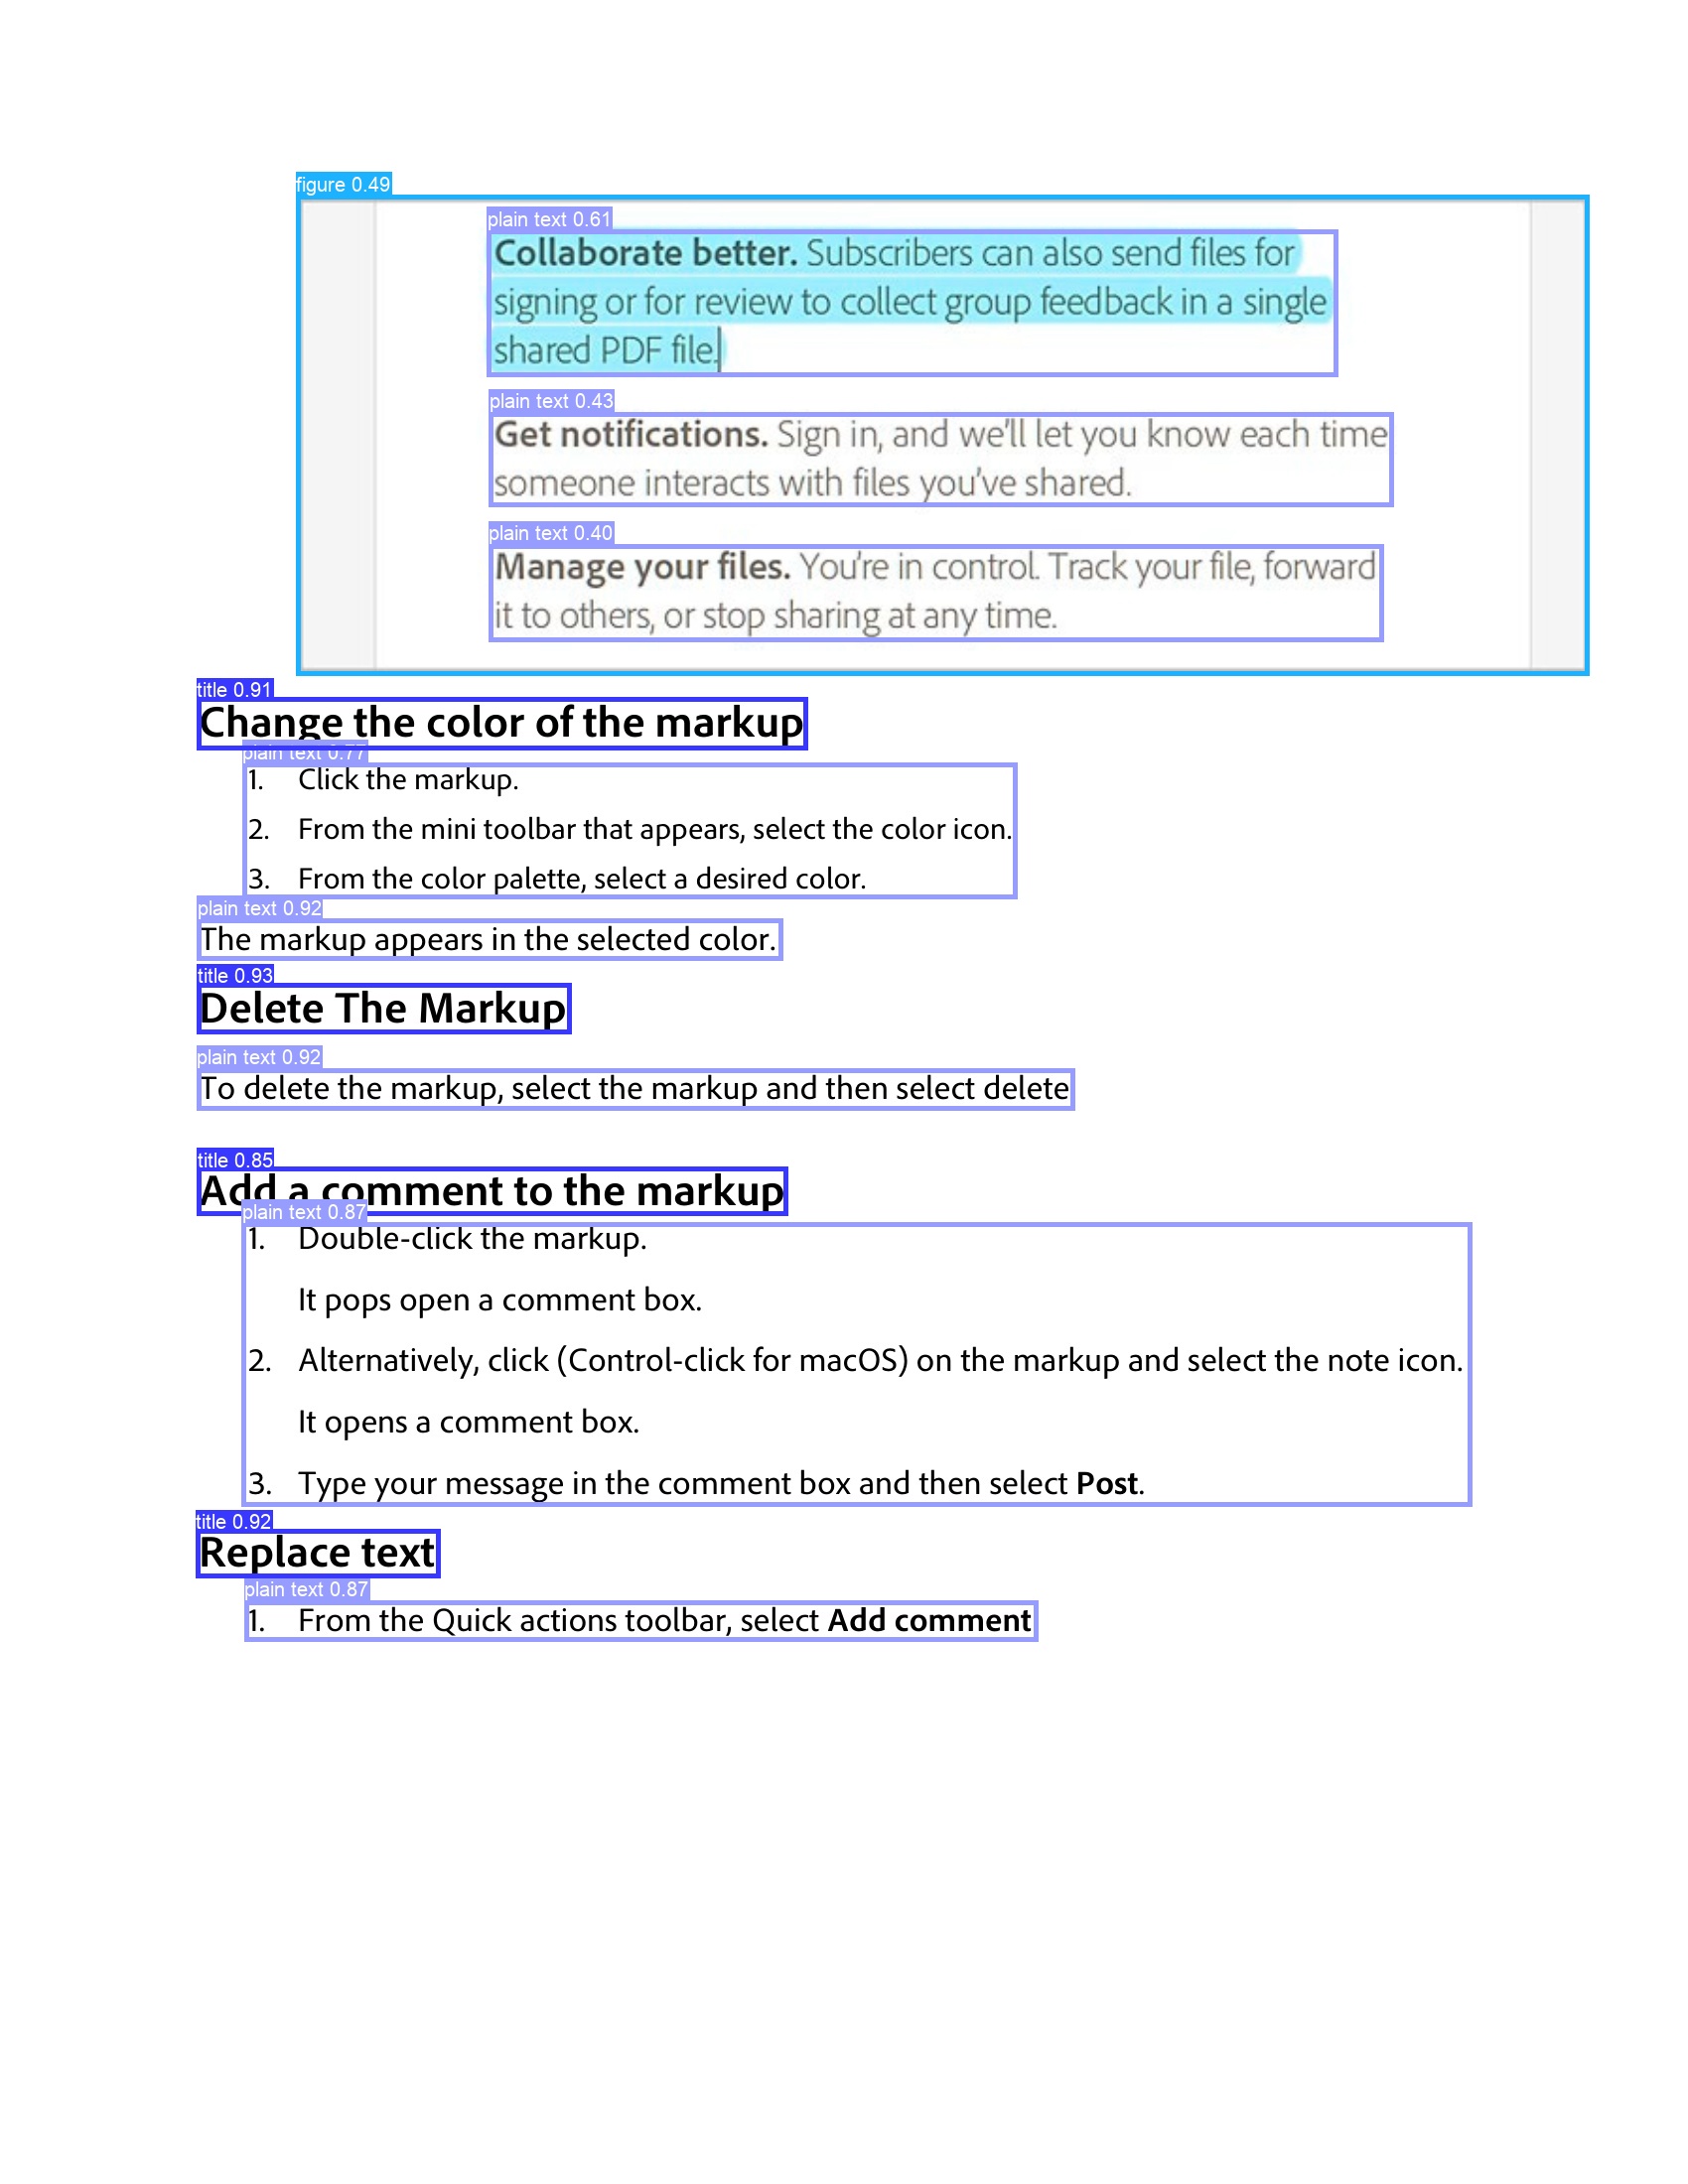 figure 0.49
plain text 0.61
Collaborate better. Subscribers can also send files for
signing or for review to collect group feedback in a single
shared PDF file.
plain text 0.43
Get notifications. Sign in, and we'll let you know each time
someone interacts with files you've shared.
plain text 0.40
Manage your files. You're in control. Track your file, forward
it to others, or stop sharing at any time.
title 0.91
Change the color of the markup
plain text 0.77
1. Click the markup.
2. From the mini toolbar that appears, select the color icon.
3. From the color palette, select a desired color.
plain text 0.92
The markup appears in the selected color.
title 0.93
Delete The Markup
plain text 0.92
To delete the markup, select the markup and then select delete
title 0.85
Add a comment to the markup
plain text 0.87
1. Double-click the markup.
It pops open a comment box.
2. Alternatively, click (Control-click for macOS) on the markup and select the note icon.
It opens a comment box.
3. Type your message in the comment box and then select Post.
title 0.92
Replace text
plain text 0.87
1. From the Quick actions toolbar, select Add comment